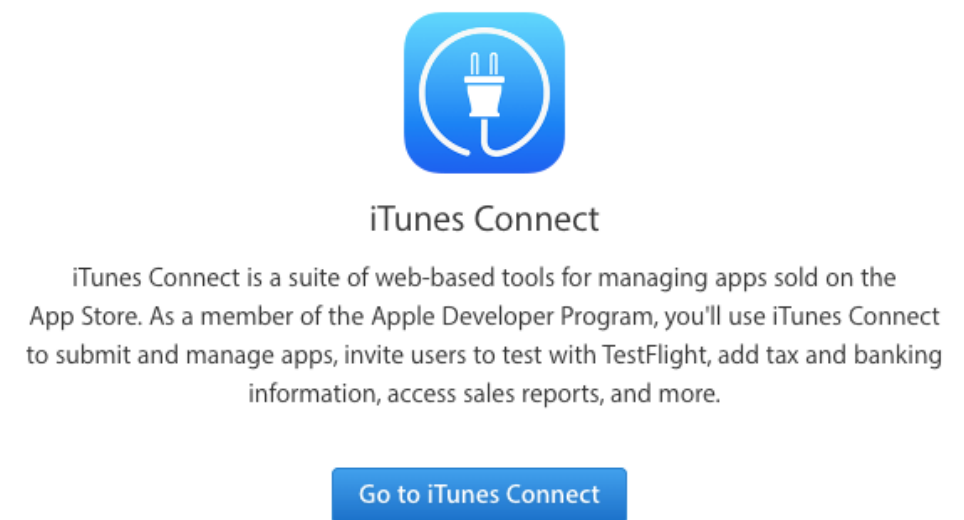 iTunes Connect
iTunes Connect is a suite of web-based tools for managing apps sold on the
App Store. As a member of the Apple Developer Program, you'll use iTunes Connect
to submit and manage apps, invite users to test with TestFlight, add tax and banking
information, access sales reports, and more.
Go to iTunes Connect